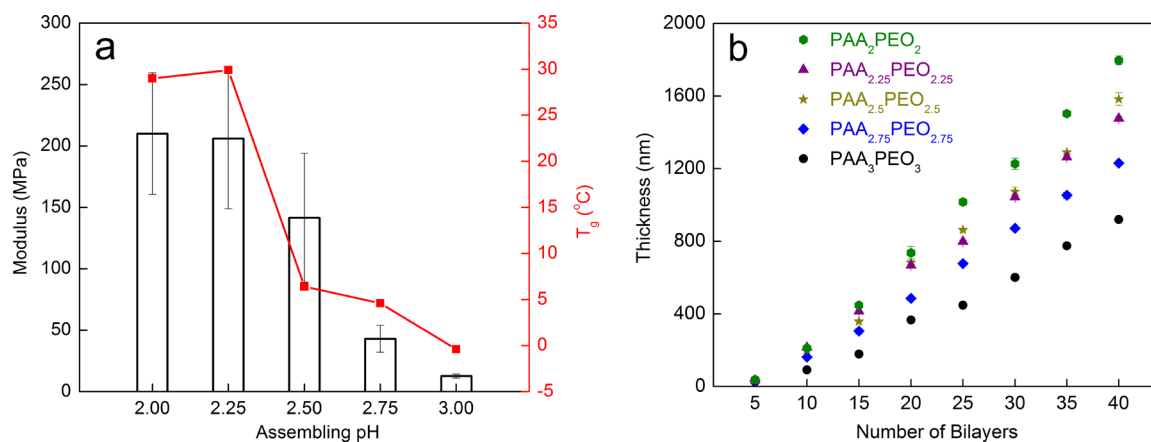 a
Modulus (MPa)
300
250
200
150
100
50
0
2.00 2.25 2.50 2.75 3.00
Assembling pH
35
30
25
20
15
10
5
0
-5
T_g (°C)
b
Thickness (nm)
2000
1600
1200
800
400
0
PAA₂PEO₂
PAA₂.₂₅PEO₂.₂₅
PAA₂.₅PEO₂.₅
PAA₂.₇₅PEO₂.₇₅
PAA₃PEO₃
5 10 15 20 25 30 35 40
Number of Bilayers